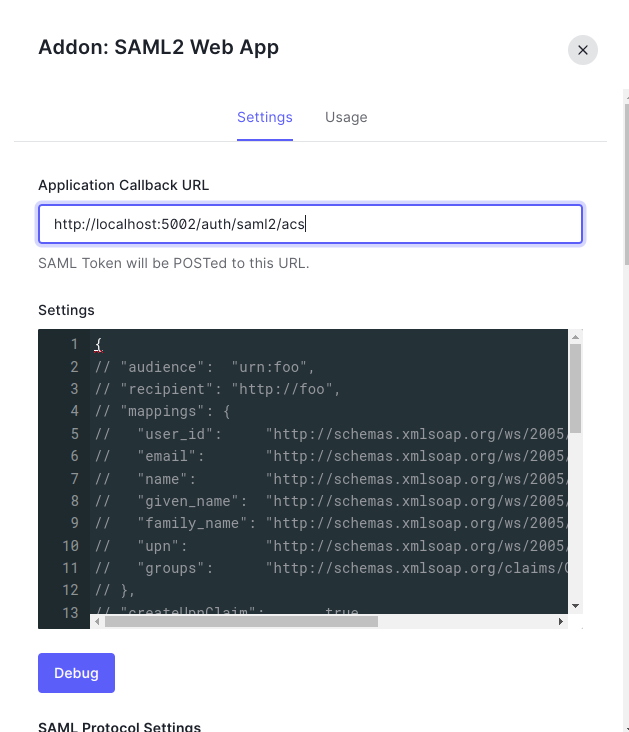 Addon: SAML2 Web App
Settings Usage
Application Callback URL
http://localhost:5002/auth/saml2/acs
SAML Token will be POSTed to this URL.
Settings
1 {
2 // "audience":  "urn:foo",
3 // "recipient": "http://foo",
4 // "mappings": {
5 //   "user_id":     "http://schemas.xmlsoap.org/ws/2005/
6 //   "email":       "http://schemas.xmlsoap.org/ws/2005/
7 //   "name":        "http://schemas.xmlsoap.org/ws/2005/
8 //   "given_name":  "http://schemas.xmlsoap.org/ws/2005/
9 //   "family_name": "http://schemas.xmlsoap.org/ws/2005/
10 //   "upn":         "http://schemas.xmlsoap.org/ws/2005/
11 //   "groups":      "http://schemas.xmlsoap.org/claims/G
12 // },
13 // "createUpnClaim":       true
Debug
SAML Protocol Settings